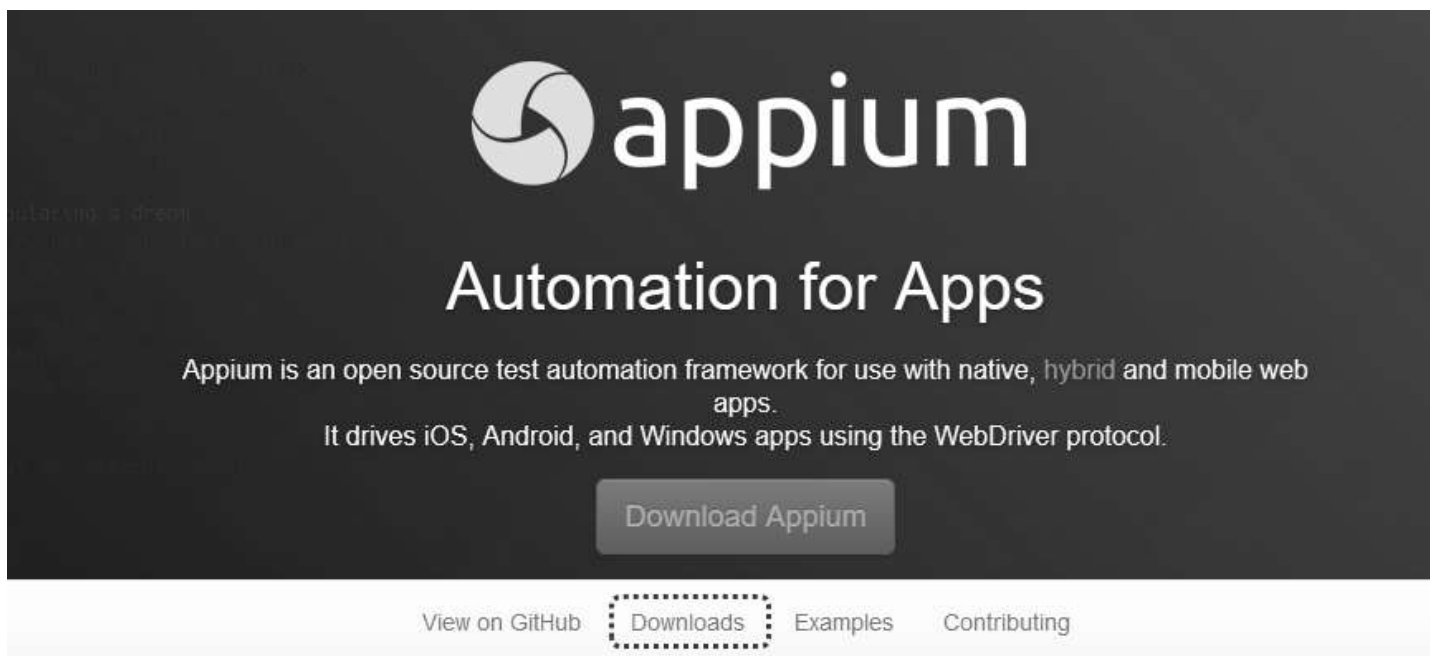 appium
Automation for Apps
Appium is an open source test automation framework for use with native, hybrid and mobile web
apps.
It drives iOS, Android, and Windows apps using the WebDriver protocol.
Download Appium
View on GitHub Downloads Examples Contributing